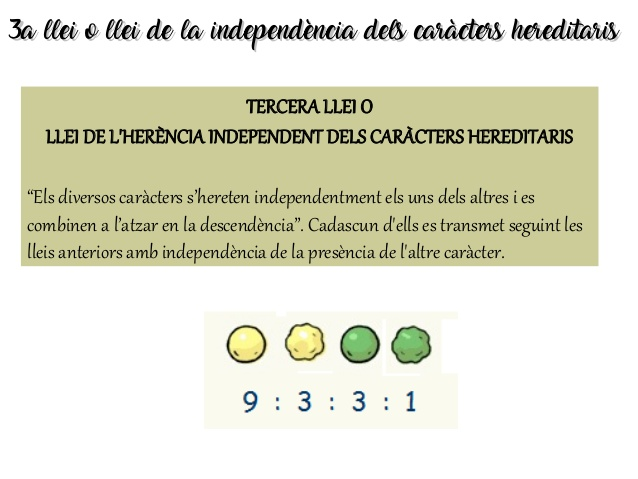 3a llei o llei de la independència dels caràcters hereditaris
TERCERA LLEI O
LLEI DE L'HERÈNCIA INDEPENDENT DELS CARÀCTERS HEREDITARIS
“Els diversos caràcters s’hereten independentment els uns dels altres i es
combinen a l’atzar en la descendència”. Cadascun d'ells es transmet seguint les
lleis anteriors amb independència de la presència de l'altre caràcter.
9 : 3 : 3 : 1